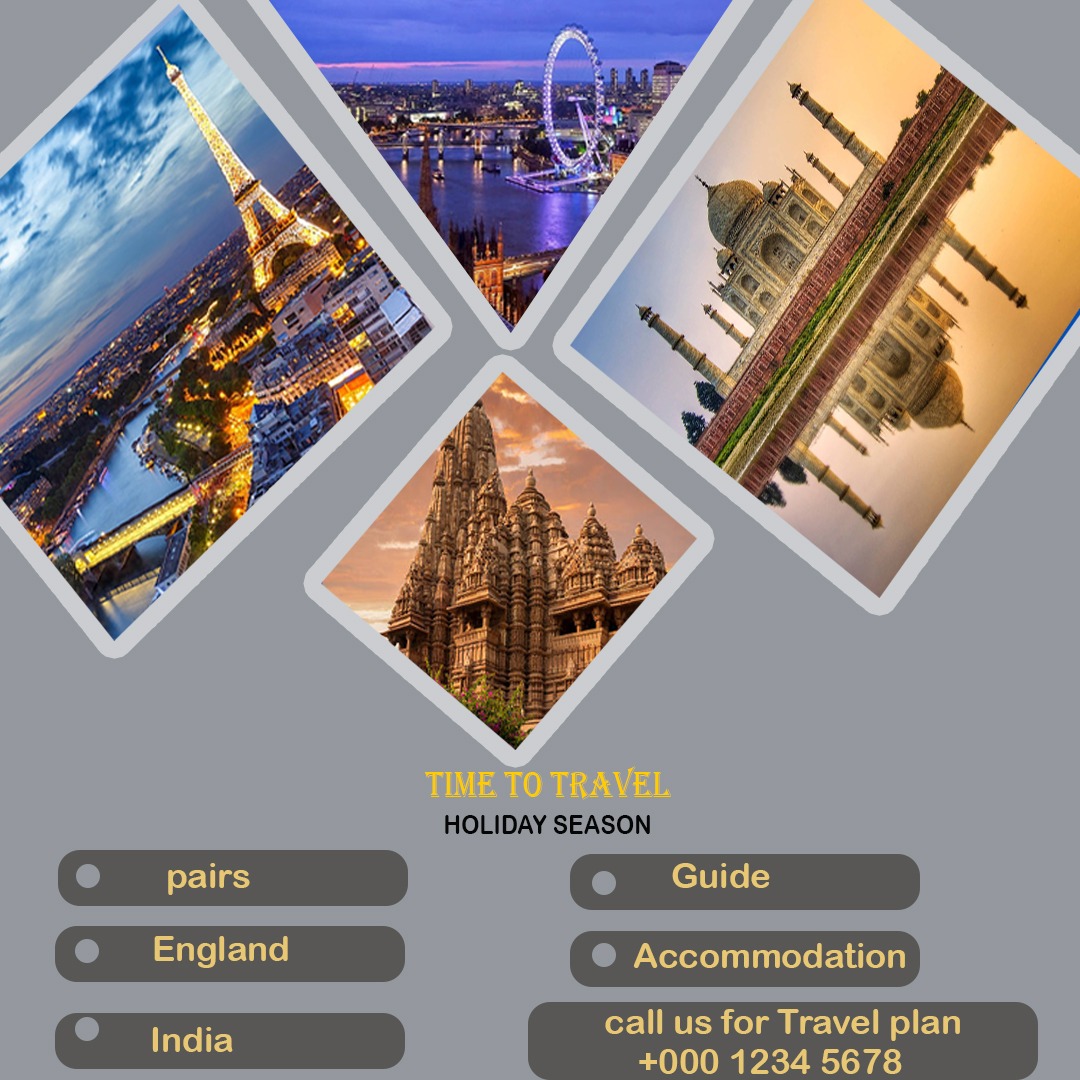 TIME TO TRAVEL
HOLIDAY SEASON
pairs
England
India
Guide
Accommodation
call us for Travel plan
+000 1234 5678